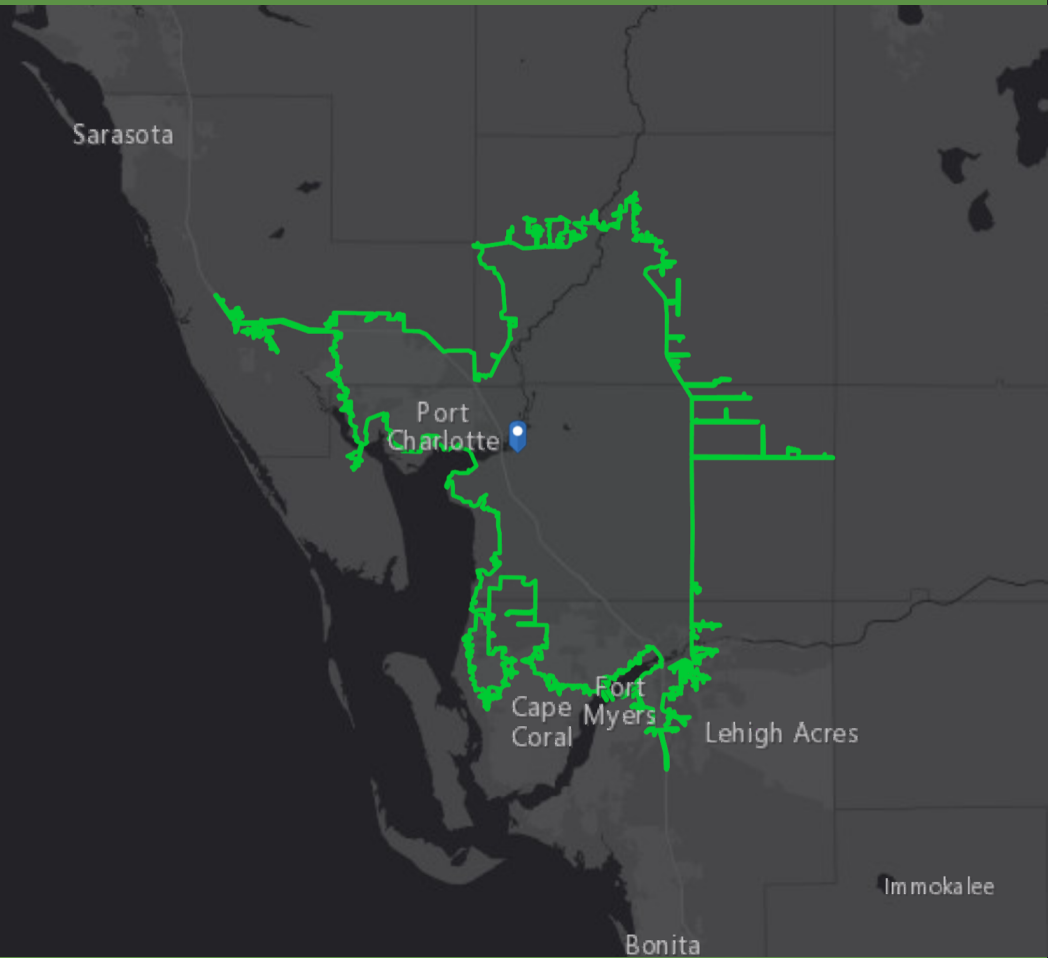 Sarasota
Port
Charlotte
Fort
Myers
Cape
Coral
Lehigh Acres
Immokalee
Bonita